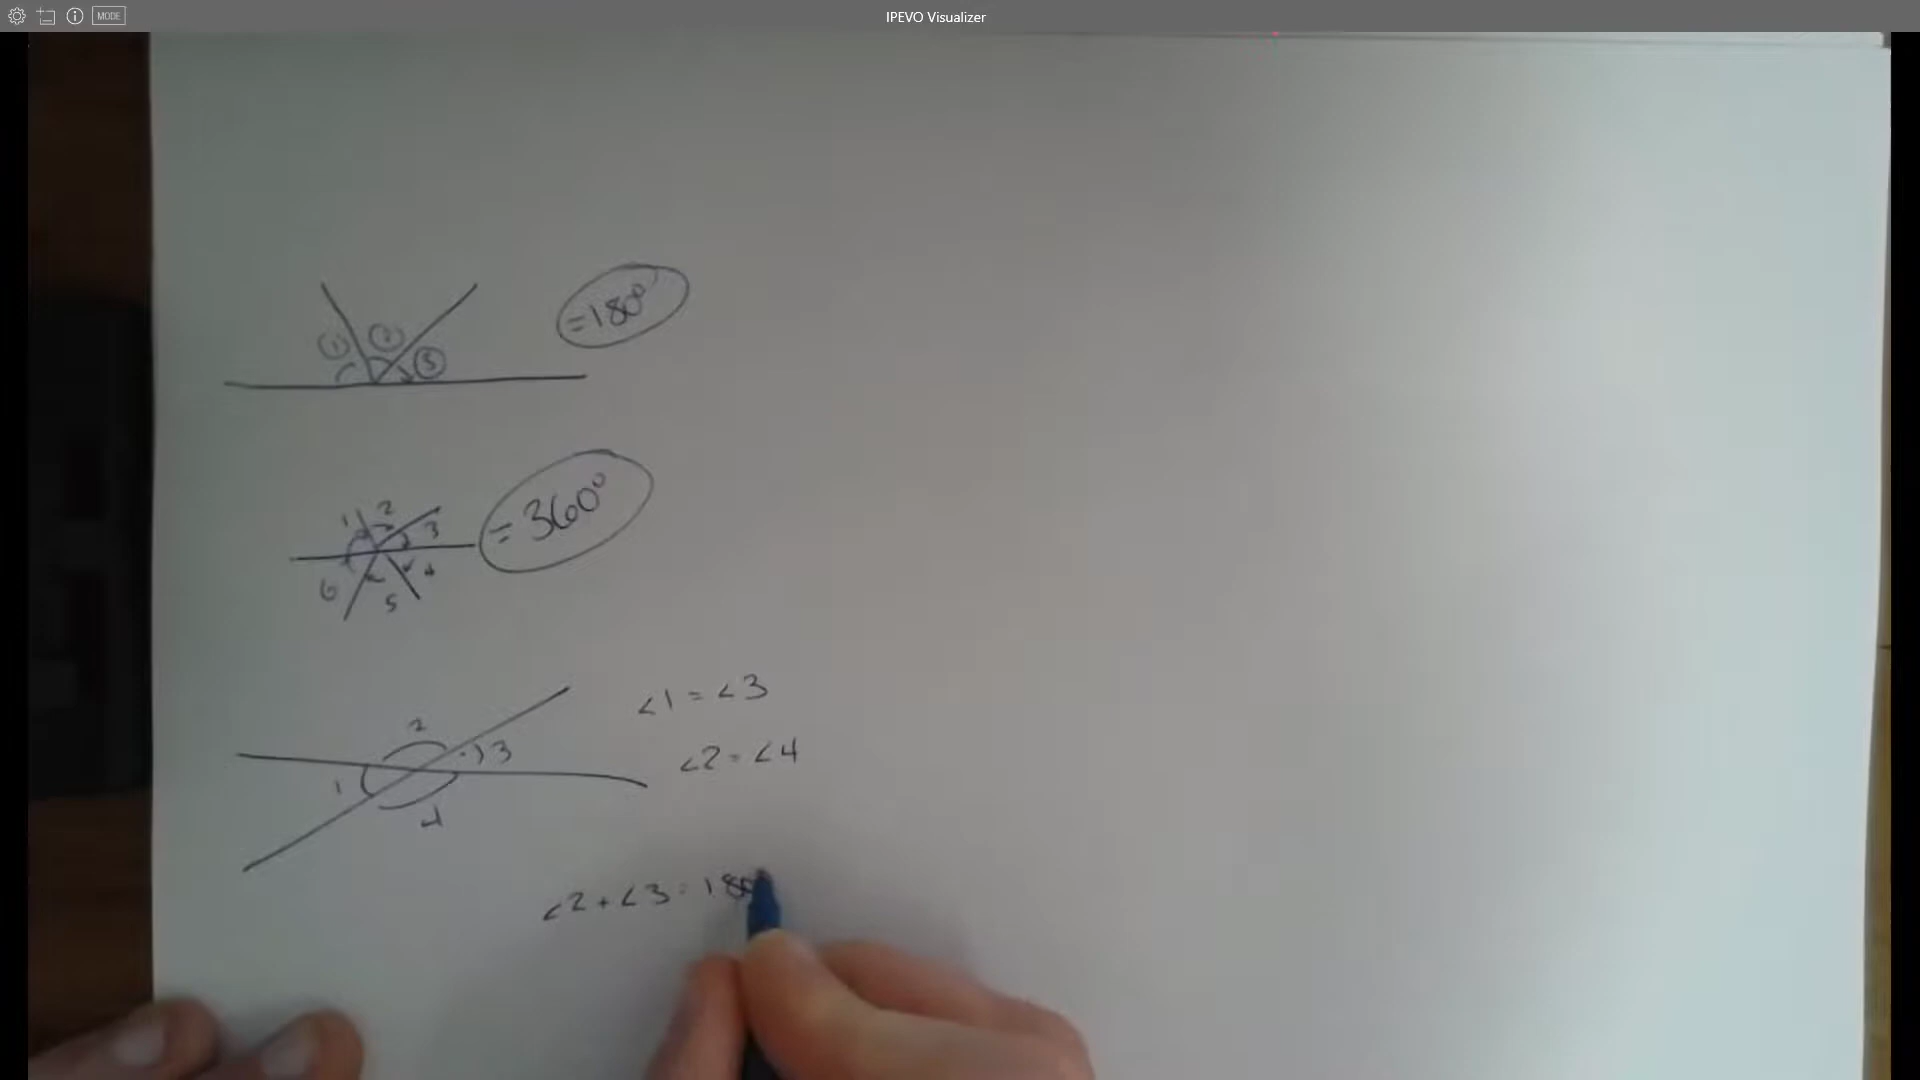 MODE
IPEVO Visualizer
= 180°
1 2 3
= 360°
1 2 3
6 5 4
∠1 = ∠3
∠2 = ∠4
2
1 3
4
∠2 + ∠3 = 180